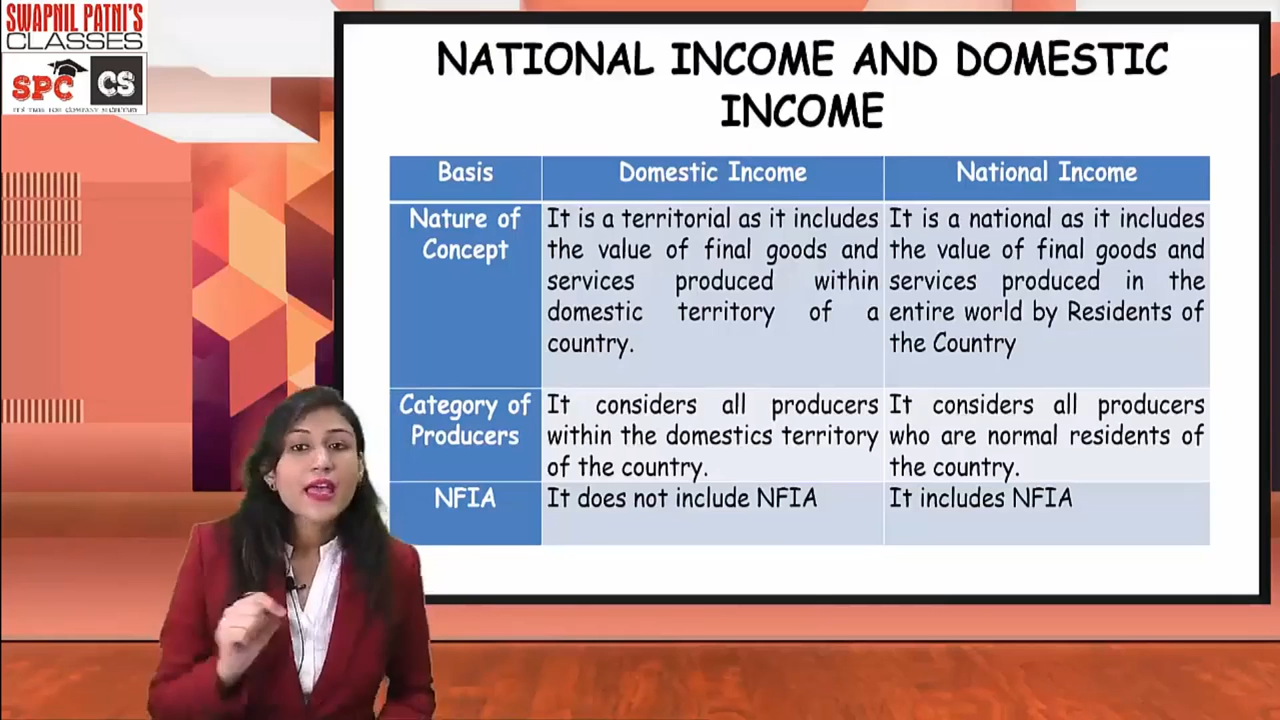 SWAPNIL PATNI'S
CLASSES
SPC CS
NATIONAL INCOME AND DOMESTIC
INCOME
Basis
Domestic Income
National Income
Nature of
Concept
It is a territorial as it includes
the value of final goods and
services produced within
domestic territory of a
country.
It is a national as it includes
the value of final goods and
services produced in the
entire world by Residents of
the Country
Category of
Producers
It considers all producers
within the domestics territory
of the country.
It considers all producers
who are normal residents of
the country.
NFIA
It does not include NFIA
It includes NFIA